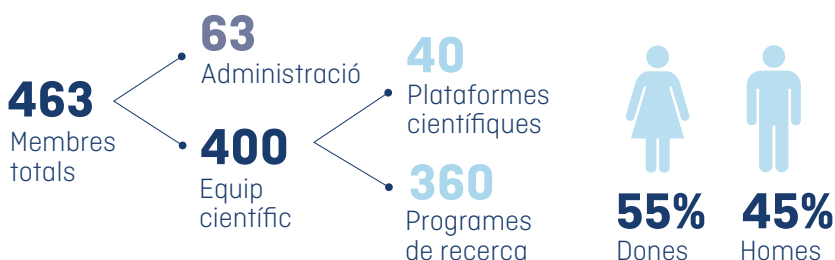 463
Membres
totals
63
Administració
400
Equip
científic
40
Plataformes
científiques
360
Programes
de recerca
55%
Dones
45%
Homes